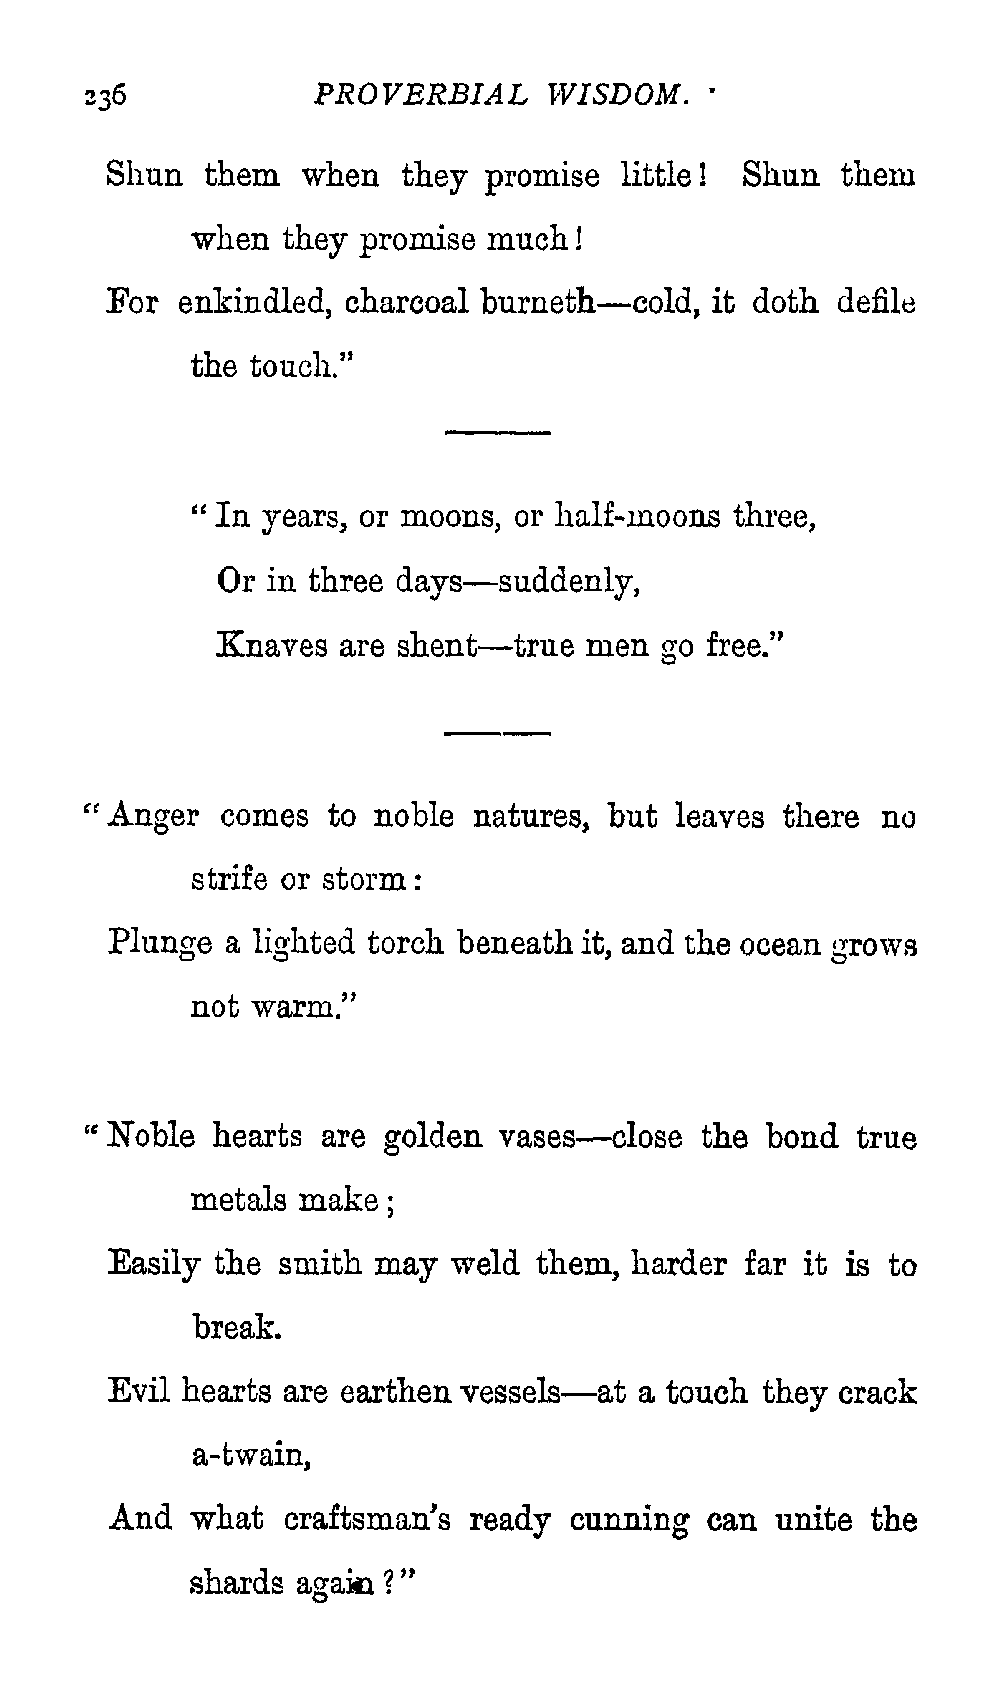 236 PROVERBIAL WISDOM.
Shun them when they promise little! Shun them
when they promise much!
For enkindled, charcoal burneth—cold, it doth defile
the touch."
"In years, or moons, or half-moons three,
Or in three days—suddenly,
Knaves are shent—true men go free."
"Anger comes to noble natures, but leaves there no
strife or storm:
Plunge a lighted torch beneath it, and the ocean grows
not warm."
"Noble hearts are golden vases—close the bond true
metals make;
Easily the smith may weld them, harder far it is to
break.
Evil hearts are earthen vessels—at a touch they crack
a-twain,
And what craftsman's ready cunning can unite the
shards again?"